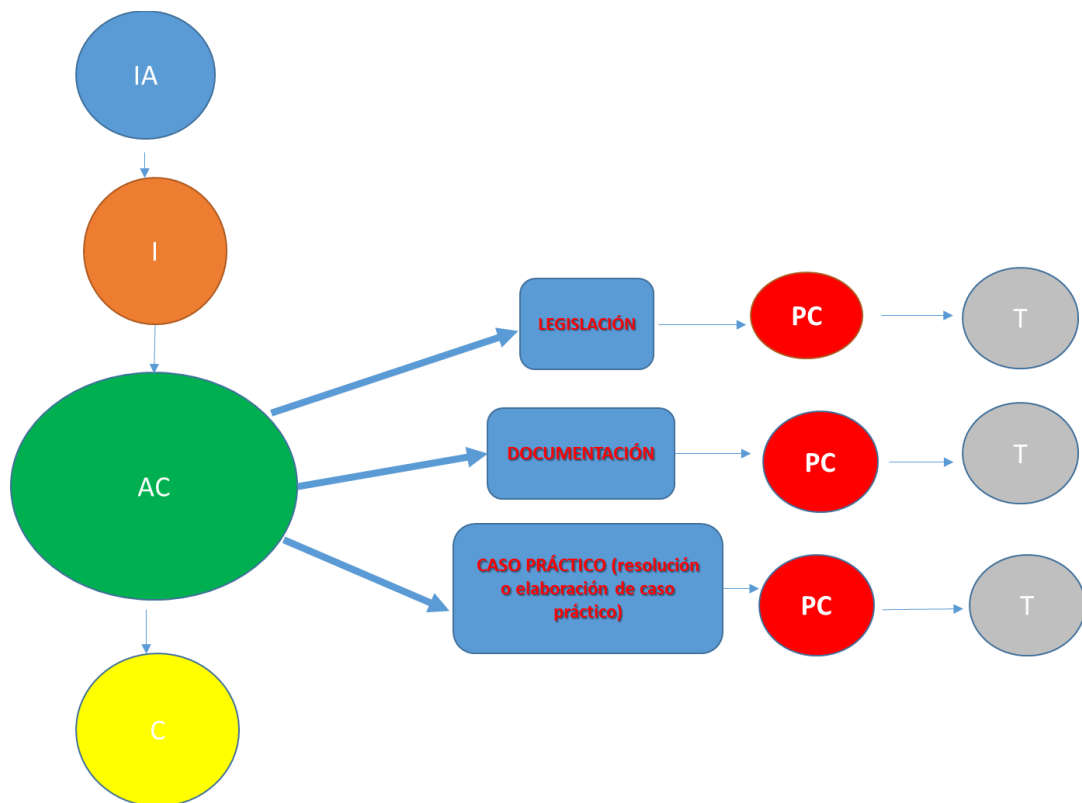 IA
I
LEGISLACIÓN
PC
T
DOCUMENTACIÓN
PC
T
AC
CASO PRÁCTICO (resolución
o elaboración de caso
práctico)
PC
T
C